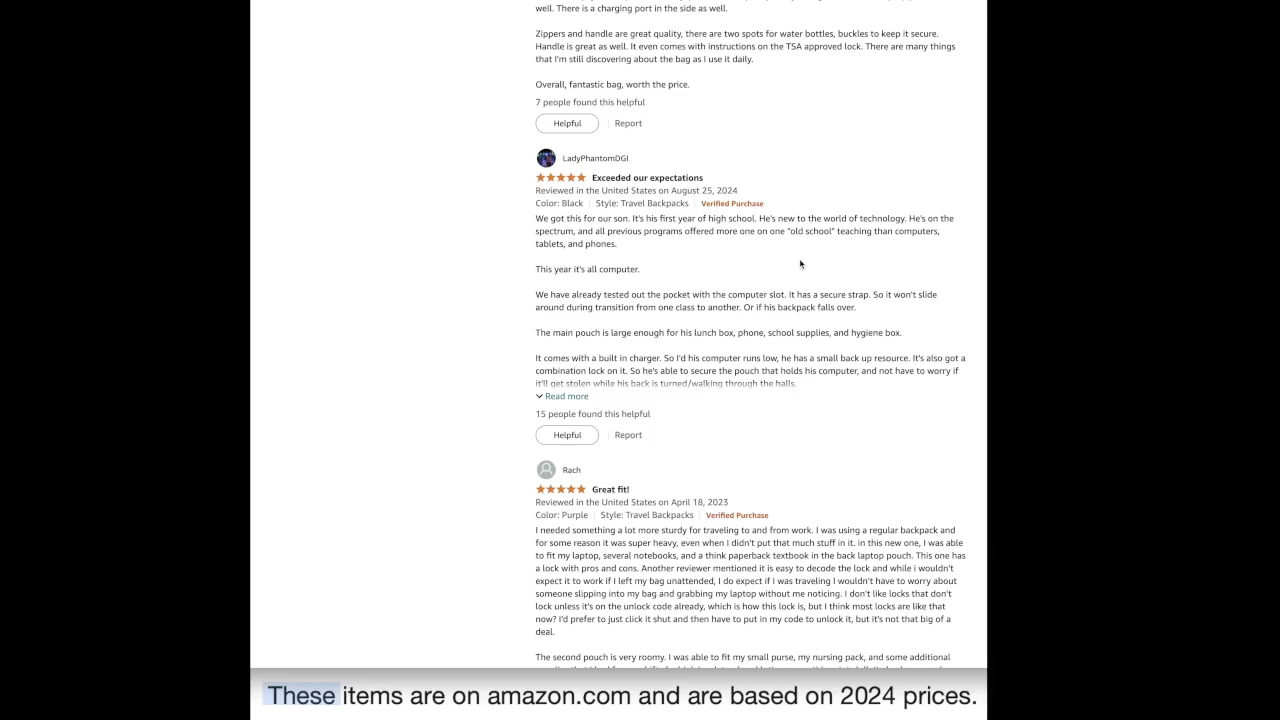 well. There is a charging port in the side as well.
Zippers and handle are great quality, there are two spots for water bottles, buckles to keep it secure.
Handle is great as well. It even comes with instructions on the TSA approved lock. There are many things
that I'm still discovering about the bag as I use it daily.
Overall, fantastic bag, worth the price.
7 people found this helpful
Helpful
Report
LadyPhantomDGI
Exceeded our expectations
Reviewed in the United States on August 25, 2024
Color: Black | Style: Travel Backpacks | Verified Purchase
We got this for our son. It's his first year of high school. He's new to the world of technology. He's on the
spectrum, and all previous programs offered more one on one "old school" teaching than computers,
tablets, and phones.
This year it's all computer.
We have already tested out the pocket with the computer slot. It has a secure strap. So it won't slide
around during transition from one class to another. Or if his backpack falls over.
The main pouch is large enough for his lunch box, phone, school supplies, and hygiene box.
It comes with a built in charger. So I'd his computer runs low, he has a small back up resource. It's also got a
combination lock on it. So he's able to secure the pouch that holds his computer, and not have to worry if
it'll get stolen while his back is turned/walking through the halls.
Read more
15 people found this helpful
Helpful
Report
Rach
Great fit!
Reviewed in the United States on April 18, 2023
Color: Purple | Style: Travel Backpacks | Verified Purchase
I needed something a lot more sturdy for traveling to and from work. I was using a regular backpack and
for some reason it was super heavy, even when I didn't put that much stuff in it. in this new one, I was able
to fit my laptop, several notebooks, and a think paperback textbook in the back laptop pouch. This one has
a lock with pros and cons. Another reviewer mentioned it is easy to decode the lock and while i wouldn't
expect it to work if I left my bag unattended, I do expect if I was traveling I wouldn't have to worry about
someone slipping into my bag and grabbing my laptop without me noticing. I don't like locks that don't
lock unless it's on the unlock code already, which is how this lock is, but I think most locks are like that
now? I'd prefer to just click it shut and then have to put in my code to unlock it, but it's not that big of a
deal.
The second pouch is very roomy. I was able to fit my small purse, my nursing pack, and some additional
These items are on amazon.com and are based on 2024 prices.